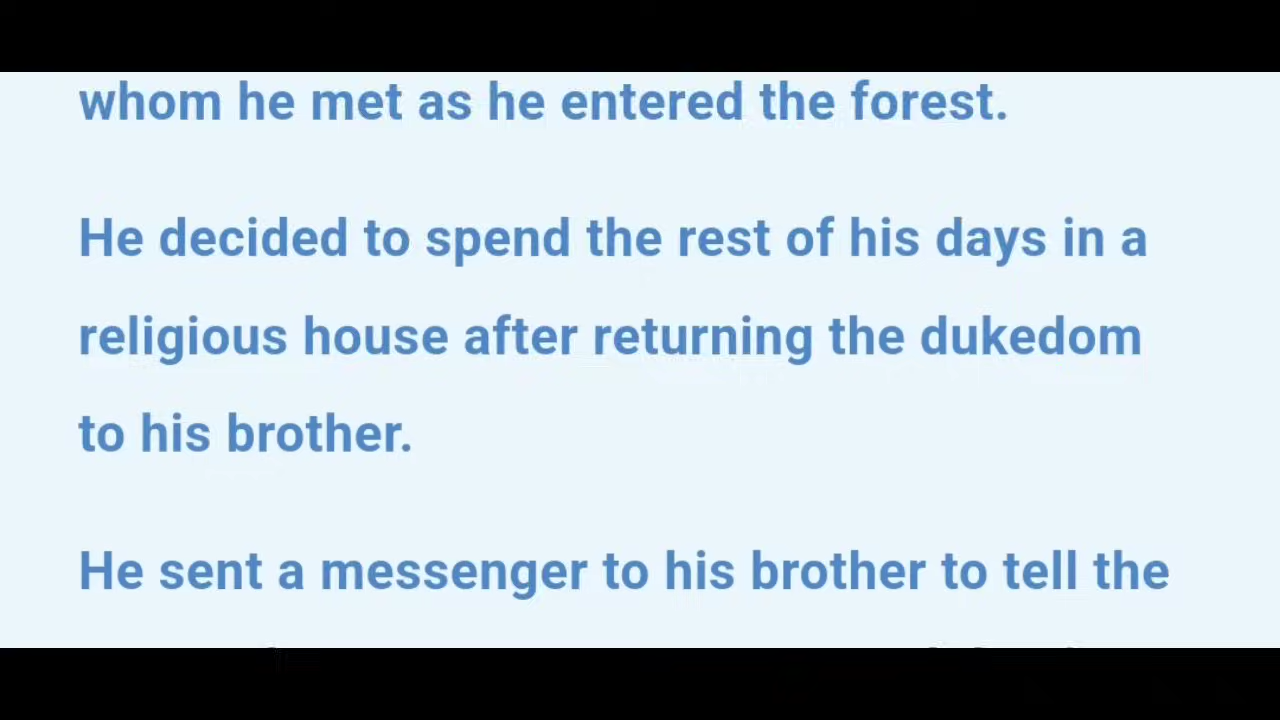 whom he met as he entered the forest.
He decided to spend the rest of his days in a
religious house after returning the dukedom
to his brother.
He sent a messenger to his brother to tell the